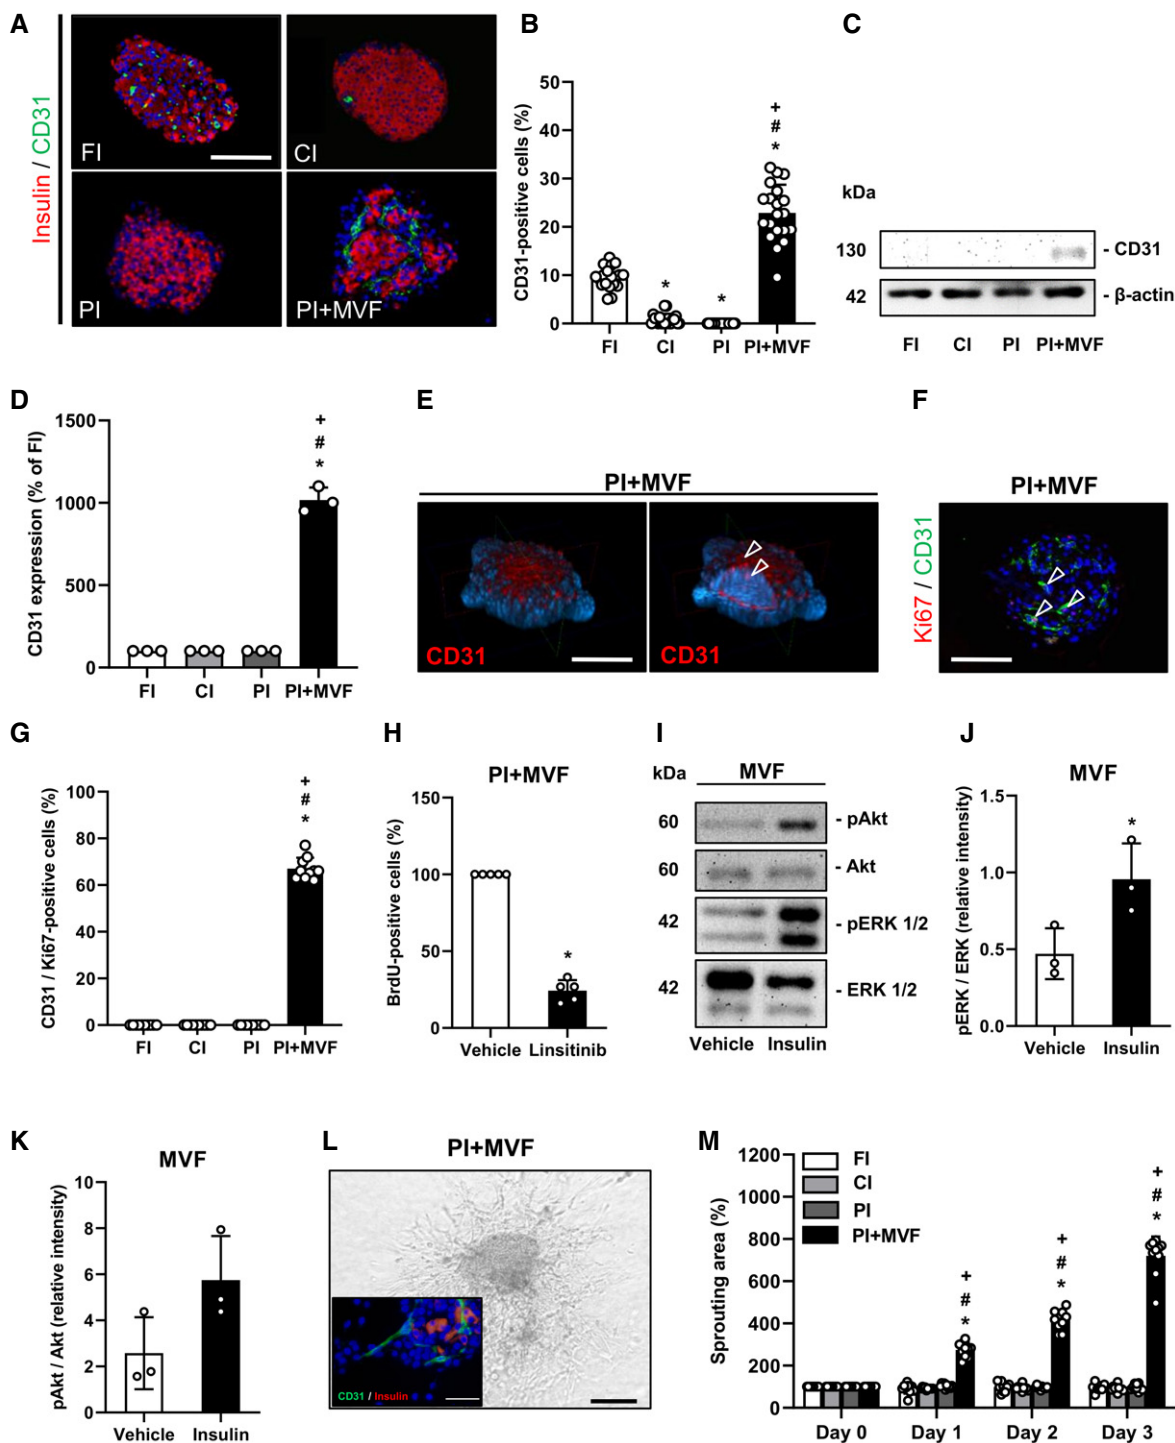 A
Insulin / CD31
FI
CI
PI
PI+MVF
B
CD31-positive cells (%)
50
40
30
20
10
0
+
#
*
*
*
FI CI PI PI+MVF
C
kDa
130 - CD31
42 - β-actin
FI CI PI PI+MVF
D
CD31 expression (% of FI)
1500
1000
500
0
+
#
*
FI CI PI PI+MVF
E
PI+MVF
CD31
CD31
F
PI+MVF
Ki67 / CD31
G
CD31 / Ki67-positive cells (%)
100
80
60
40
20
0
+
#
*
FI CI PI PI+MVF
H
PI+MVF
BrdU-positive cells (%)
150
100
50
0
*
Vehicle Linsitinib
I
kDa MVF
60 - pAkt
60 - Akt
42 - pERK 1/2
42 - ERK 1/2
Vehicle Insulin
J
MVF
pERK / ERK (relative intensity)
1.5
1.0
0.5
0.0
*
Vehicle Insulin
K
MVF
pAkt / Akt (relative intensity)
10
8
6
4
2
0
Vehicle Insulin
L
PI+MVF
CD31 / Insulin
M
Sprouting area (%)
1200
1000
800
600
400
200
0
FI
CI
PI
PI+MVF
+
#
*
+
#
*
+
#
*
Day 0 Day 1 Day 2 Day 3